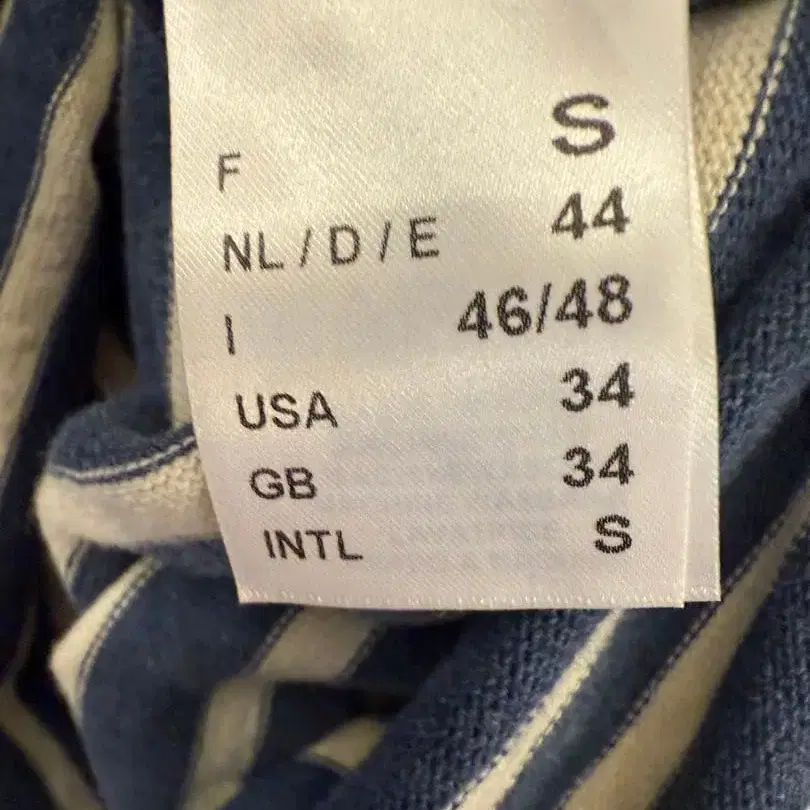 F S
NL / D / E 44
I 46/48
USA 34
GB 34
INTL S